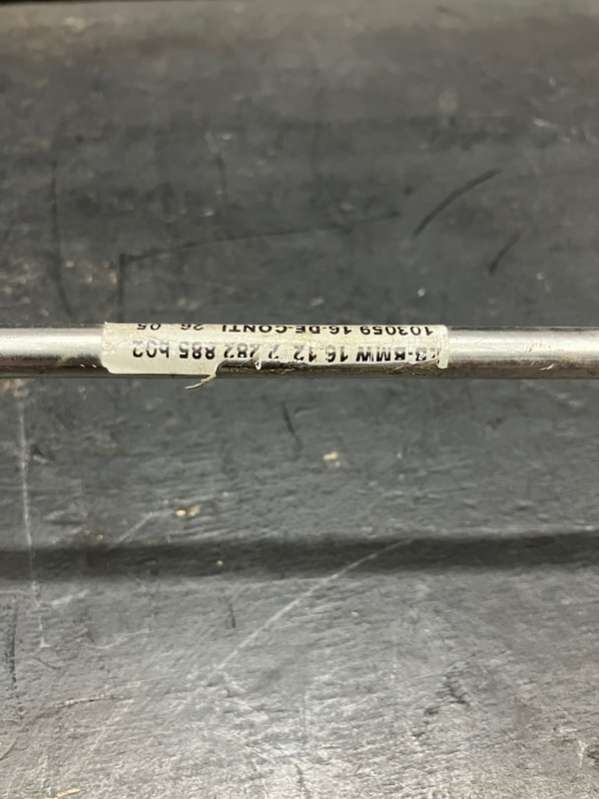 B-BMW 16.12 7 282 885 b02
103059 16-DE-CONTI 26 05